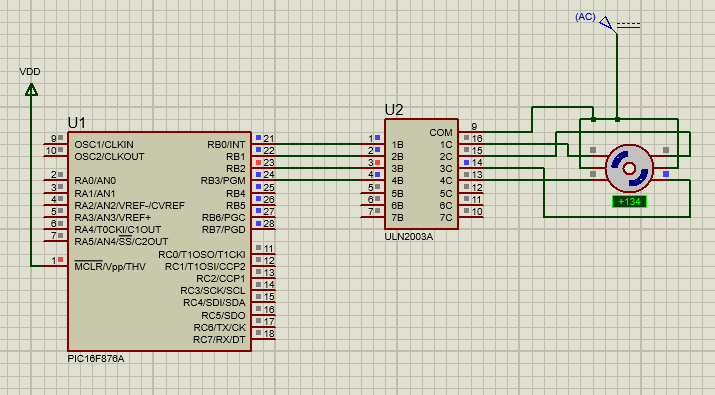 (AC)
VDD
U1
9 OSC1/CLKIN RB0/INT 21
10 OSC2/CLKOUT RB1 22
RB2 23
2 RA0/AN0 RB3/PGM 24
3 RA1/AN1 RB4 25
4 RA2/AN2/VREF-/CVREF RB5 26
5 RA3/AN3/VREF+ RB6/PGC 27
6 RA4/T0CKI/C1OUT RB7/PGD 28
7 RA5/AN4/SS/C2OUT
RC0/T1OSO/T1CKI 11
1 MCLR/Vpp/THV RC1/T1OSI/CCP2 12
RC2/CCP1 13
RC3/SCK/SCL 14
RC4/SDI/SDA 15
RC5/SDO 16
RC6/TX/CK 17
RC7/RX/DT 18
PIC16F876A
U2
COM 9
1 1B 1C 16
2 2B 2C 15
3 3B 3C 14
4 4B 4C 13
5 5B 5C 12
6 6B 6C 11
7 7B 7C 10
ULN2003A
+134